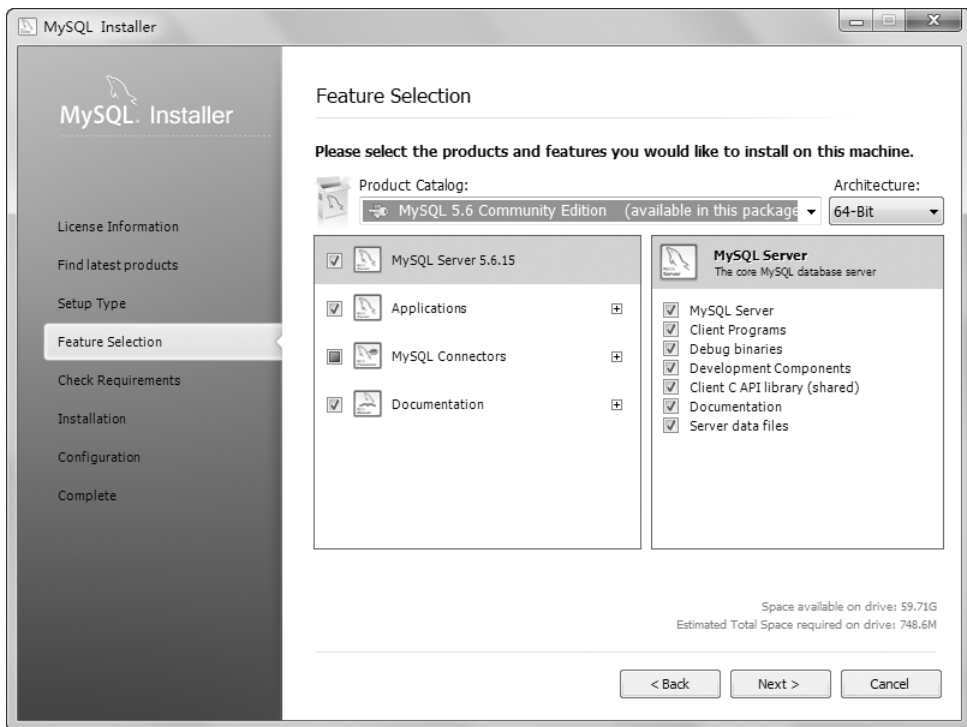 MySQL Installer
MySQL. Installer
License Information
Find latest products
Setup Type
Feature Selection
Check Requirements
Installation
Configuration
Complete
Feature Selection
Please select the products and features you would like to install on this machine.
Product Catalog:
Architecture:
MySQL 5.6 Community Edition (available in this package
64-Bit
MySQL Server 5.6.15
Applications
MySQL Connectors
Documentation
MySQL Server
The core MySQL database server
MySQL Server
Client Programs
Debug binaries
Development Components
Client C API library (shared)
Documentation
Server data files
Space available on drive: 59.71G
Estimated Total Space required on drive: 748.6M
< Back
Next >
Cancel